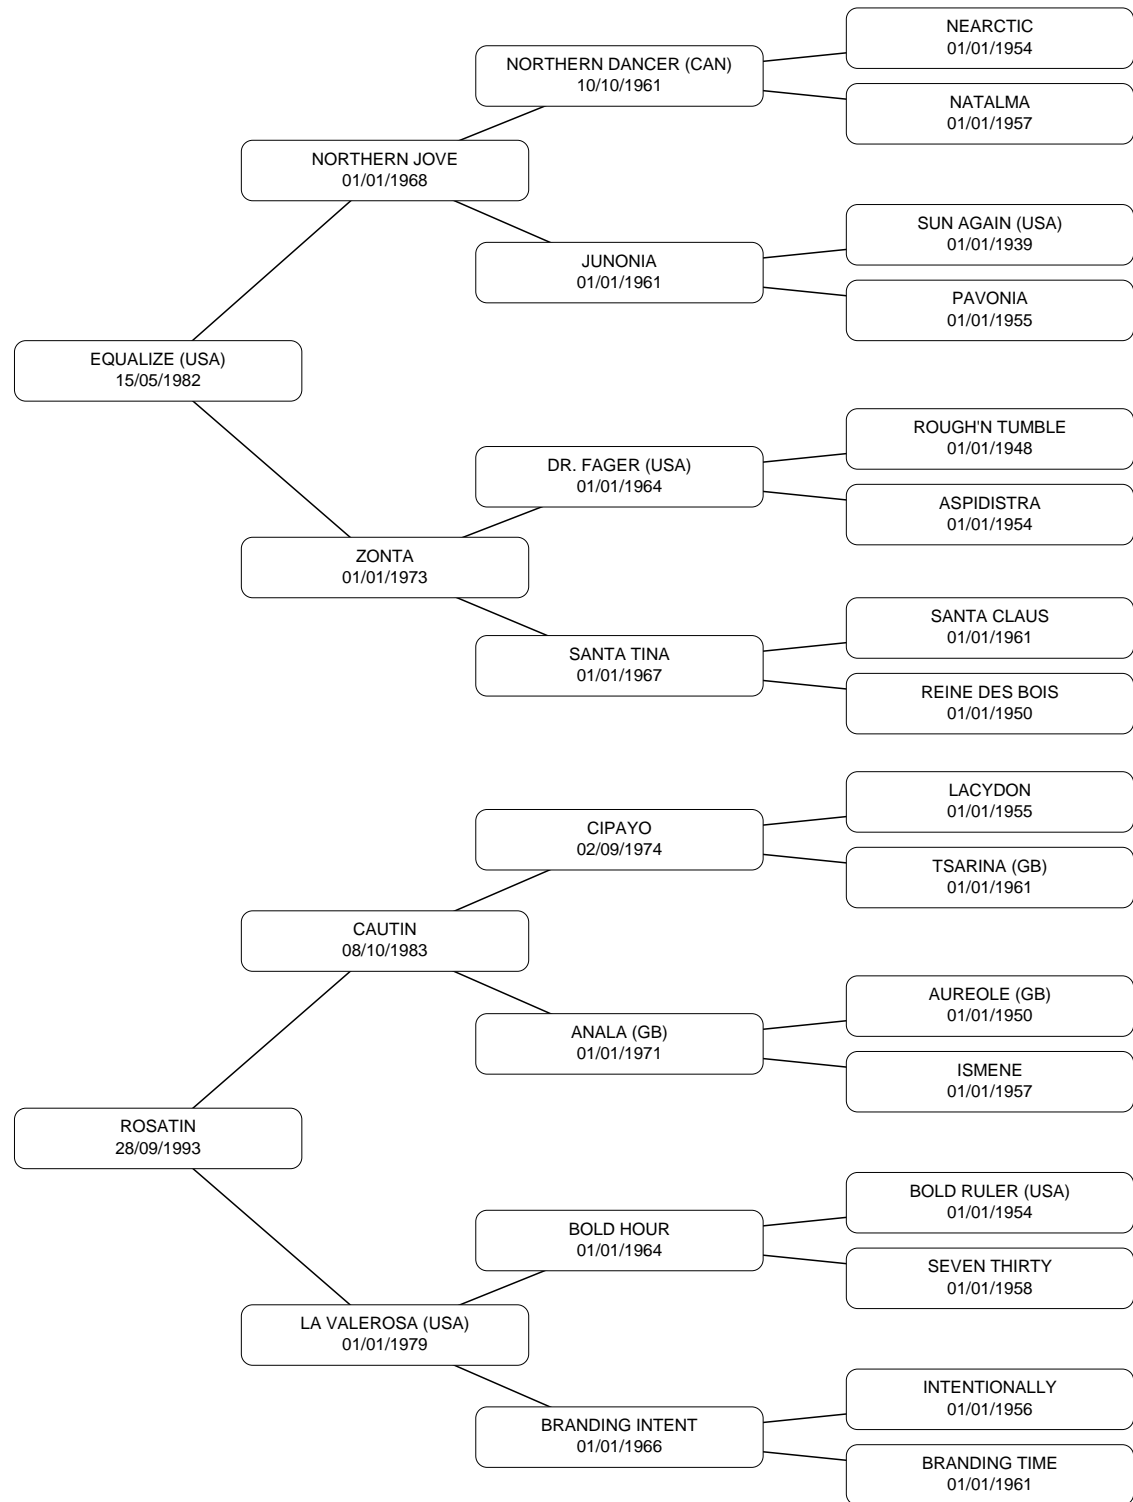 NEARCTIC
01/01/1954
NORTHERN DANCER (CAN)
10/10/1961
NATALMA
01/01/1957
NORTHERN JOVE
01/01/1968
SUN AGAIN (USA)
01/01/1939
JUNONIA
01/01/1961
PAVONIA
01/01/1955
EQUALIZE (USA)
15/05/1982
ROUGH'N TUMBLE
01/01/1948
DR. FAGER (USA)
01/01/1964
ASPIDISTRA
01/01/1954
ZONTA
01/01/1973
SANTA CLAUS
01/01/1961
SANTA TINA
01/01/1967
REINE DES BOIS
01/01/1950
LACYDON
01/01/1955
CIPAYO
02/09/1974
TSARINA (GB)
01/01/1961
CAUTIN
08/10/1983
AUREOLE (GB)
01/01/1950
ANALA (GB)
01/01/1971
ISMENE
01/01/1957
ROSATIN
28/09/1993
BOLD RULER (USA)
01/01/1954
BOLD HOUR
01/01/1964
SEVEN THIRTY
01/01/1958
LA VALEROSA (USA)
01/01/1979
INTENTIONALLY
01/01/1956
BRANDING INTENT
01/01/1966
BRANDING TIME
01/01/1961